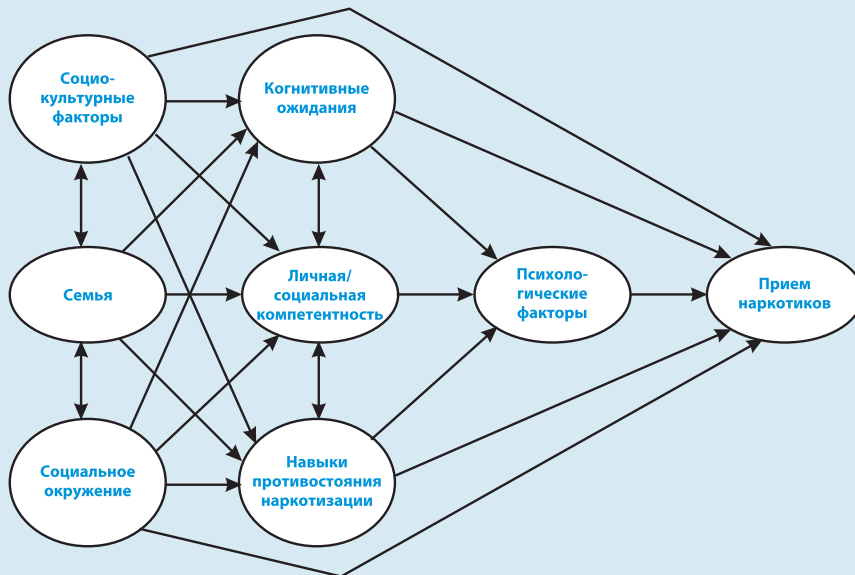 Социо-
культурные
факторы
Когнитивные
ожидания
Семья
Личная/
социальная
компетентность
Психоло-
гические
факторы
Прием
наркотиков
Социальное
окружение
Навыки
противостояния
наркотизации